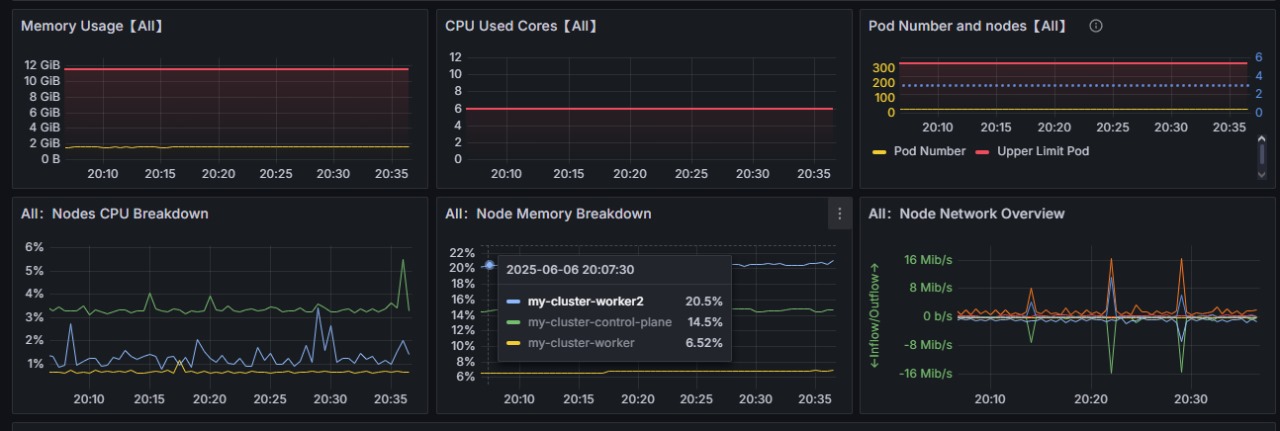 Memory Usage【All】
12 GiB
10 GiB
8 GiB
6 GiB
4 GiB
2 GiB
0 B
20:10 20:15 20:20 20:25 20:30 20:35
CPU Used Cores【All】
12
10
8
6
4
2
0
20:10 20:15 20:20 20:25 20:30 20:35
Pod Number and nodes【All】
300
200
100
0
6
4
2
0
20:10 20:15 20:20 20:25 20:30 20:35
Pod Number Upper Limit Pod
All：Nodes CPU Breakdown
6%
5%
4%
3%
2%
1%
20:10 20:15 20:20 20:25 20:30 20:35
All：Node Memory Breakdown
22%
20%
18%
16%
14%
12%
10%
8%
6%
2025-06-06 20:07:30
my-cluster-worker2 20.5%
my-cluster-control-plane 14.5%
my-cluster-worker 6.52%
20:10 20:15 20:20 20:25 20:30 20:35
All：Node Network Overview
←Inflow/Outflow→
16 Mib/s
8 Mib/s
0 b/s
-8 Mib/s
-16 Mib/s
20:10 20:20 20:30